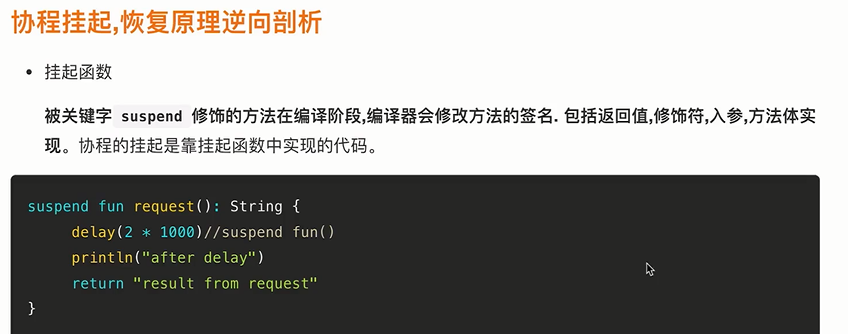 协程挂起,恢复原理逆向剖析
• 挂起函数
被关键字 suspend 修饰的方法在编译阶段,编译器会修改方法的签名. 包括返回值,修饰符,入参,方法体实
现。协程的挂起是靠挂起函数中实现的代码。
suspend fun request(): String {
     delay(2 * 1000)//suspend fun()
     println("after delay")
     return "result from request"
}